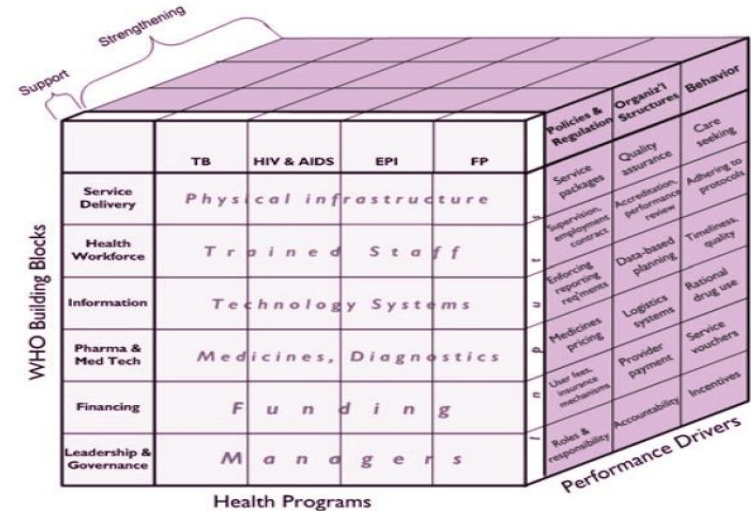 Strengthening
Support
Policies &
Regulation
Organiz'l
Structures
Behavior
TB
HIV & AIDS
EPI
FP
WHO Building Blocks
Service
Delivery
Physical infrastructure
Service
packages
Quality
assurance
Care
seeking
Health
Workforce
Trained Staff
Supervision,
employment
contract
Accreditation,
performance
review
Adhering to
protocols
Information
Technology Systems
Enforcing
reporting
req'ments
Data-based
planning
Timeliness,
quality
Pharma &
Med Tech
Medicines, Diagnostics
Medicines
pricing
Logistics
systems
Rational
drug use
Financing
Funding
User fees,
insurance
mechanisms
Provider
payment
Service
vouchers
Leadership &
Governance
Managers
Roles &
responsibility
Accountability
Incentives
Input
Health Programs
Performance Drivers